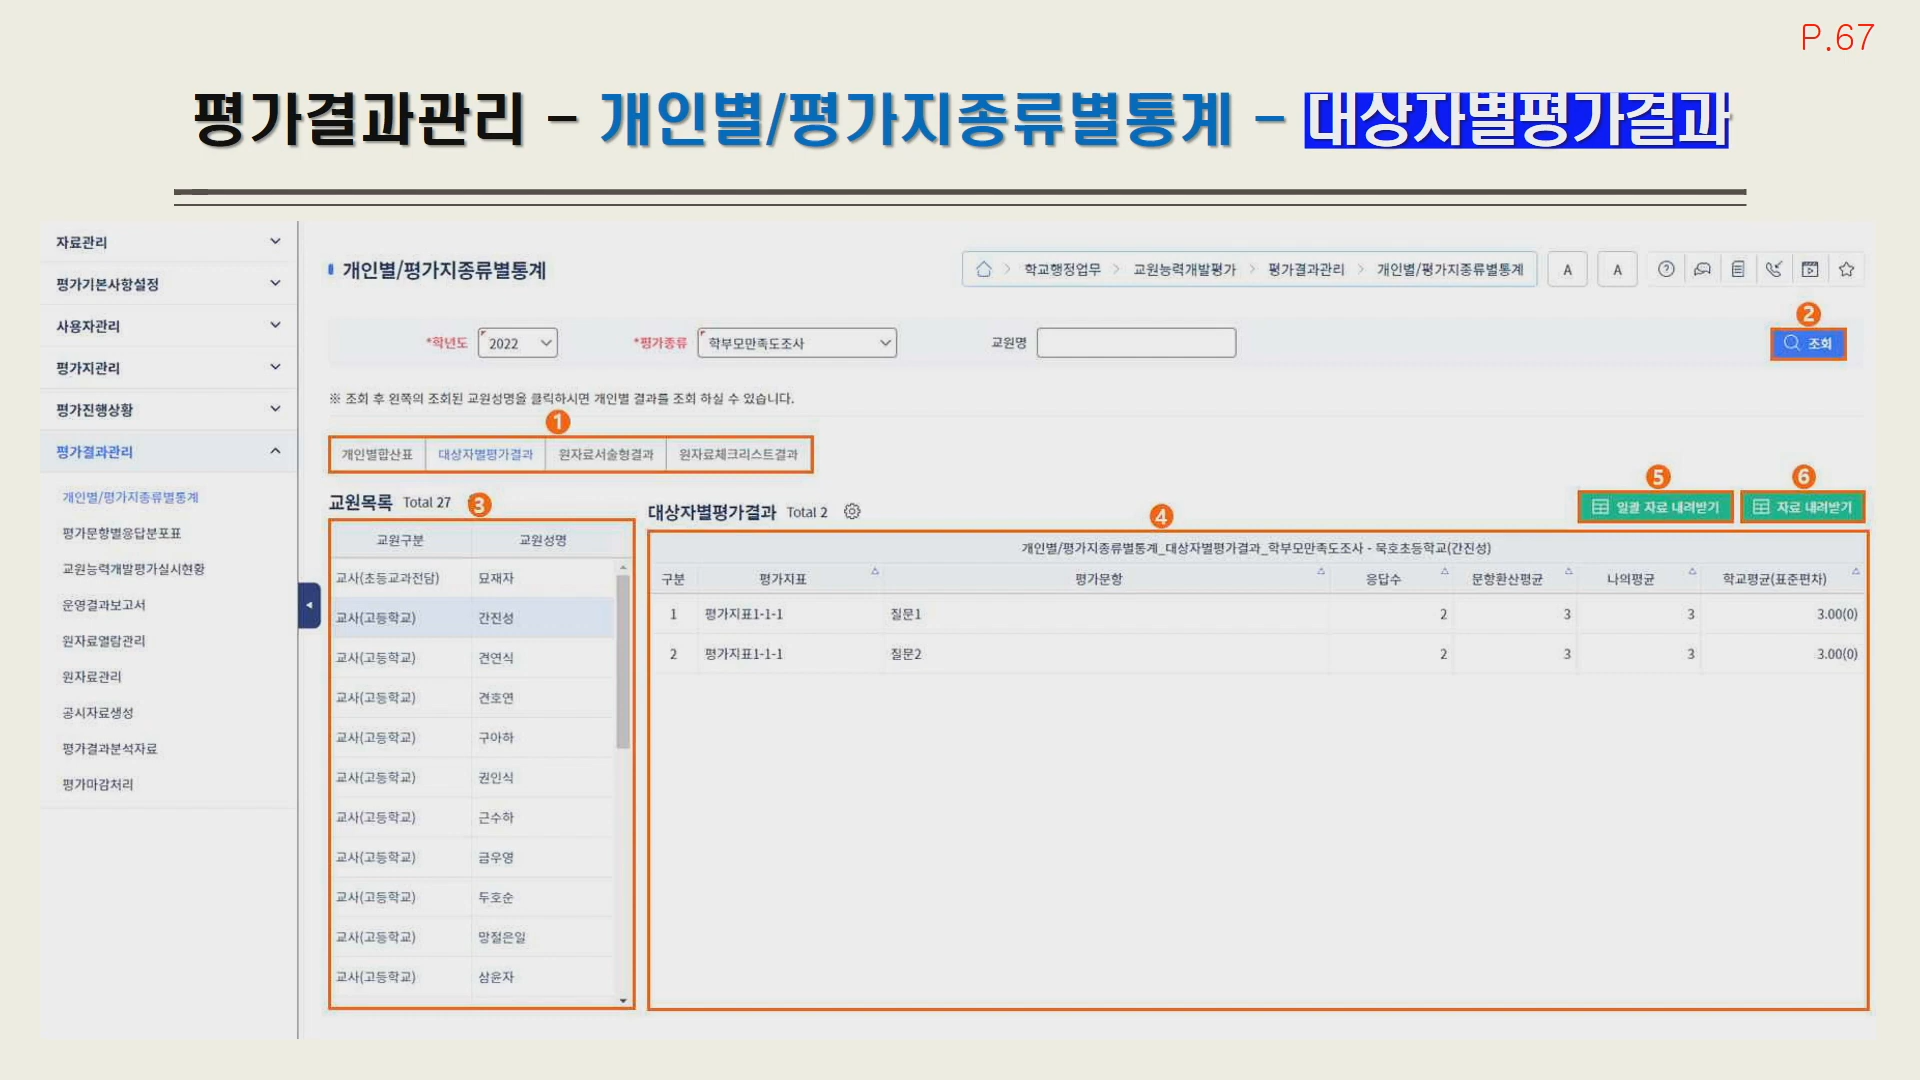 P.67
평가결과관리 – 개인별/평가지종류별통계 – 대상자별평가결과
자료관리
평가기본사항설정
사용자관리
평가지관리
평가진행상황
평가결과관리
개인별/평가지종류별통계
평가문항별응답분포표
교원능력개발평가실시현황
운영결과보고서
원자료열람관리
원자료관리
공시자료생성
평가결과분석자료
평가마감처리
개인별/평가지종류별통계
학교행정업무 > 교원능력개발평가 > 평가결과관리 > 개인별/평가지종류별통계
A A
*학년도 2022 *평가종류 학부모만족도조사 교원명
2
조회
※ 조회 후 왼쪽의 조회된 교원성명을 클릭하시면 개인별 결과를 조회 하실 수 있습니다.
1
개인별합산표 대상자별평가결과 원자료서술형결과 원자료체크리스트결과
교원목록 Total 27 3
교원구분 교원성명
교사(초등교과전담) 묘재자
교사(고등학교) 간진성
교사(고등학교) 견연식
교사(고등학교) 견호연
교사(고등학교) 구아하
교사(고등학교) 권인식
교사(고등학교) 근수하
교사(고등학교) 금우영
교사(고등학교) 두호순
교사(고등학교) 망절은일
교사(고등학교) 삼윤자
대상자별평가결과 Total 2
4
5 6
일괄 자료 내려받기 자료 내려받기
개인별/평가지종류별통계_대상자별평가결과_학부모만족도조사 - 묵호초등학교(간진성)
구분 평가지표 평가문항 응답수 문항환산평균 나의평균 학교평균(표준편차)
1 평가지표1-1-1 질문1 2 3 3 3.00(0)
2 평가지표1-1-1 질문2 2 3 3 3.00(0)